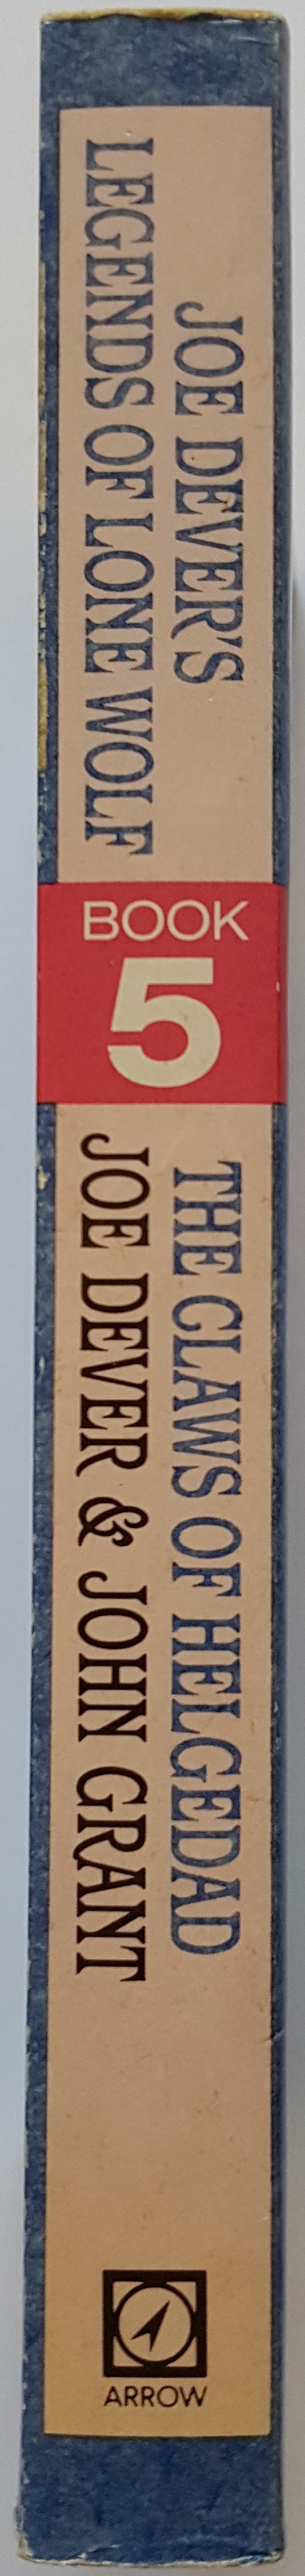 JOE DEVER'S
LEGENDS OF LONE WOLF
BOOK
5
THE CLAWS OF HELGEDAD
JOE DEVER & JOHN GRANT
ARROW